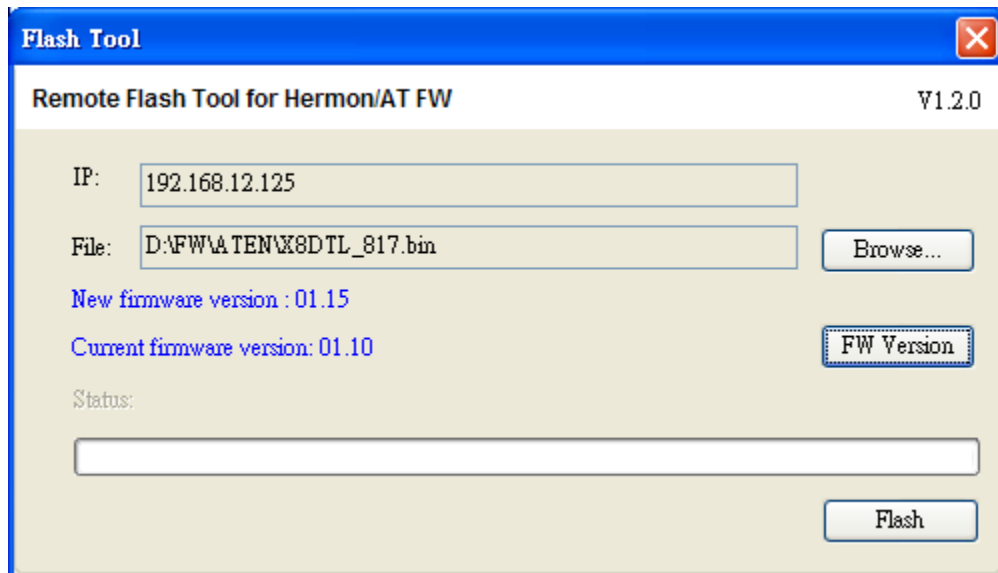 Flash Tool
Remote Flash Tool for Hermon/AT FW V1.2.0
IP: 192.168.12.125
File: D:\FW\ATEN\X8DTL_817.bin Browse...
New firmware version : 01.15
Current firmware version: 01.10 FW Version
Status:
Flash